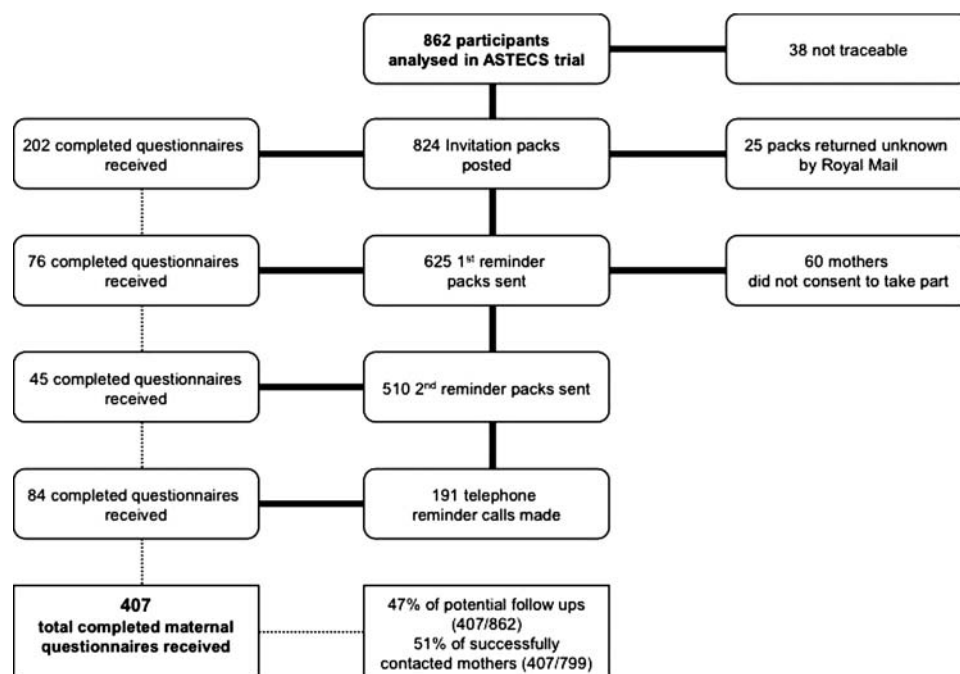 862 participants
analysed in ASTECS trial
38 not traceable
202 completed questionnaires
received
824 Invitation packs
posted
25 packs returned unknown
by Royal Mail
76 completed questionnaires
received
625 1st reminder
packs sent
60 mothers
did not consent to take part
45 completed questionnaires
received
510 2nd reminder packs sent
84 completed questionnaires
received
191 telephone
reminder calls made
407
total completed maternal
questionnaires received
47% of potential follow ups
(407/862)
51% of successfully
contacted mothers (407/799)